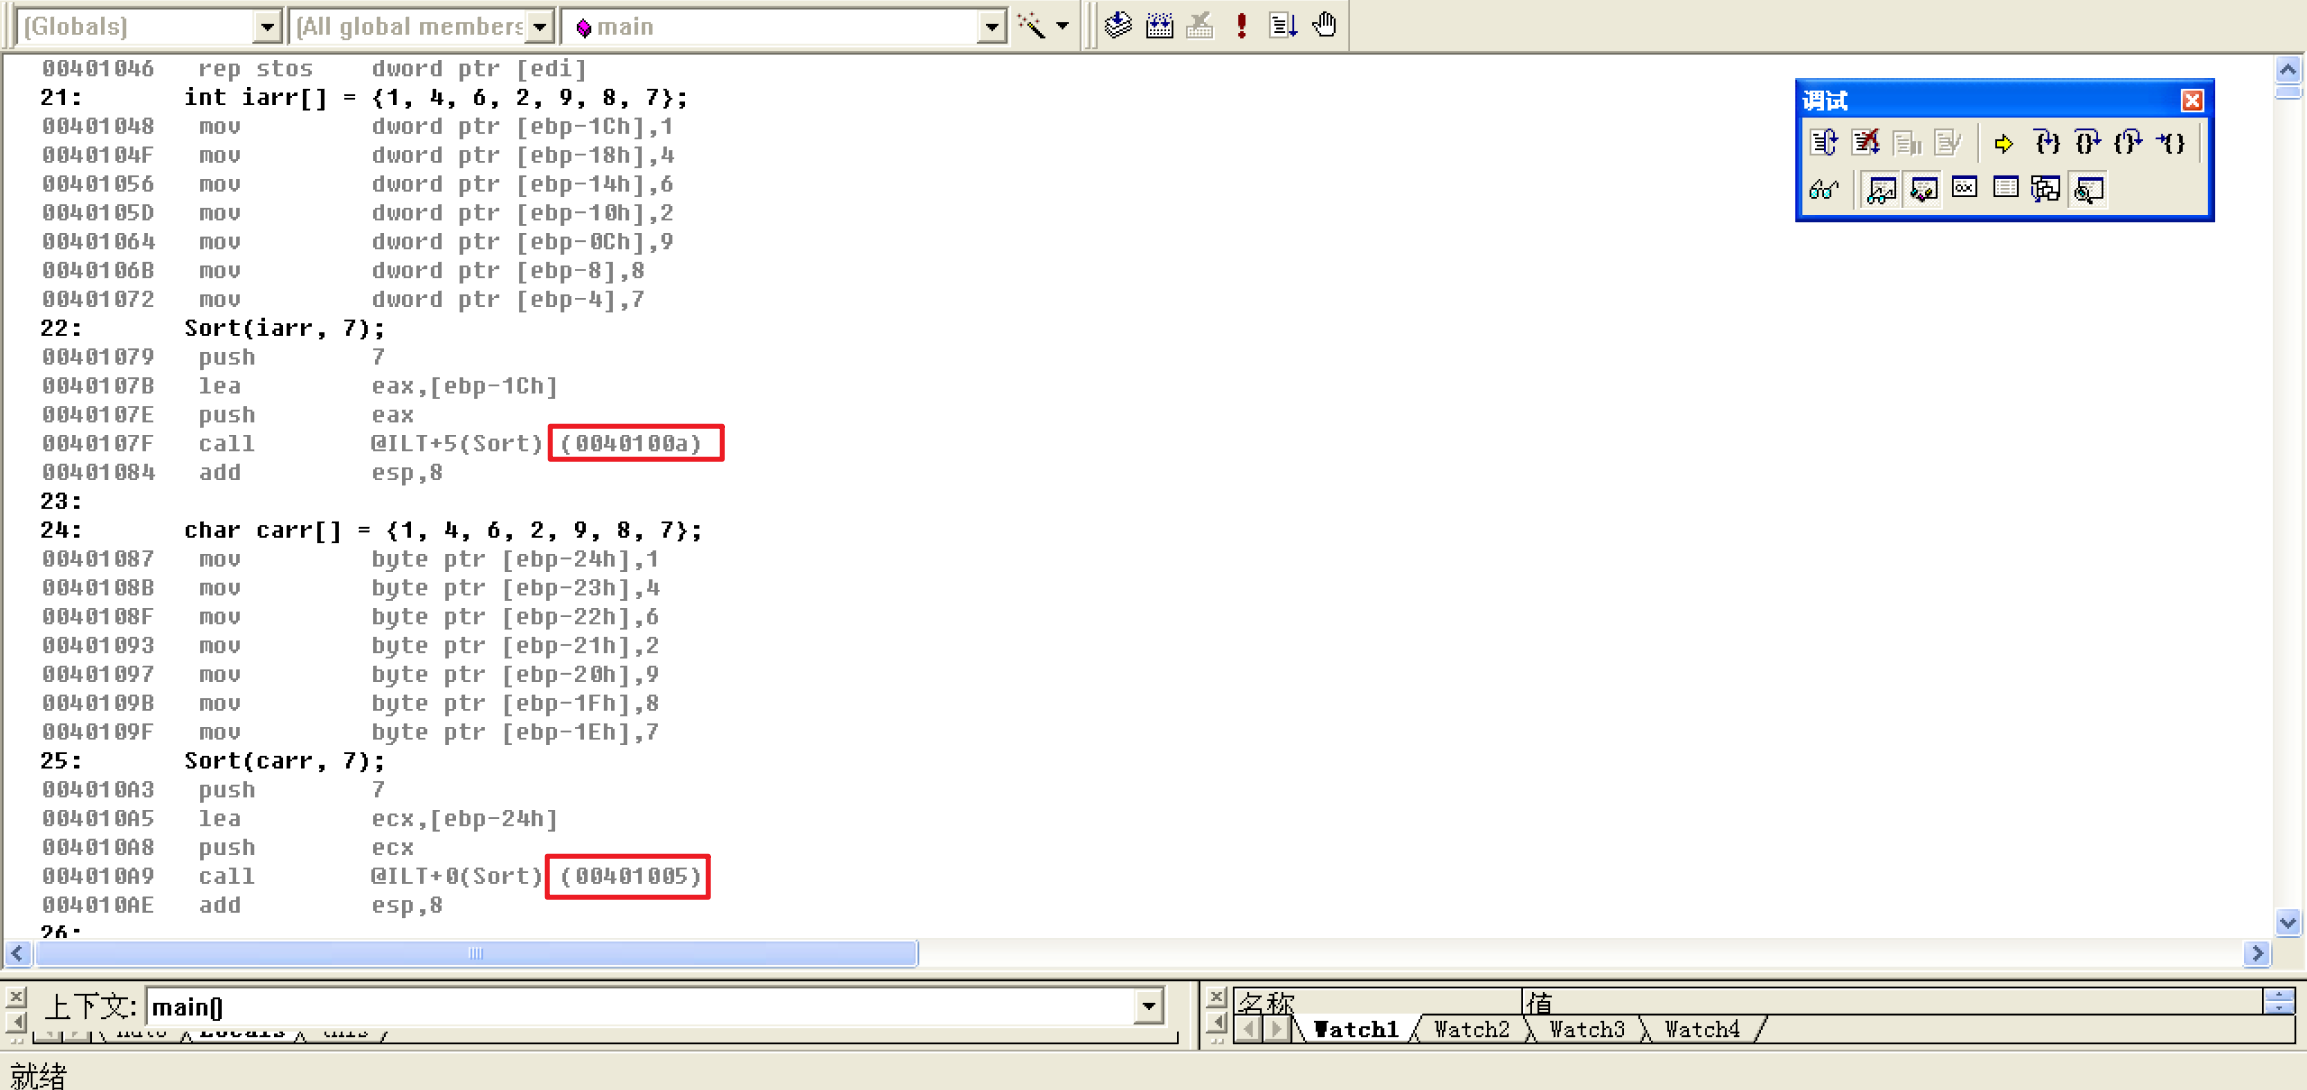 (Globals)
(All global members
main
00401046 rep stos dword ptr [edi]
21: int iarr[] = {1, 4, 6, 2, 9, 8, 7};
00401048 mov dword ptr [ebp-1Ch],1
0040104F mov dword ptr [ebp-18h],4
00401056 mov dword ptr [ebp-14h],6
0040105D mov dword ptr [ebp-10h],2
00401064 mov dword ptr [ebp-0Ch],9
0040106B mov dword ptr [ebp-8],8
00401072 mov dword ptr [ebp-4],7
22: Sort(iarr, 7);
00401079 push 7
0040107B lea eax,[ebp-1Ch]
0040107E push eax
0040107F call @ILT+5(Sort) (0040100a)
00401084 add esp,8
23:
24: char carr[] = {1, 4, 6, 2, 9, 8, 7};
00401087 mov byte ptr [ebp-24h],1
0040108B mov byte ptr [ebp-23h],4
0040108F mov byte ptr [ebp-22h],6
00401093 mov byte ptr [ebp-21h],2
00401097 mov byte ptr [ebp-20h],9
0040109B mov byte ptr [ebp-1Fh],8
0040109F mov byte ptr [ebp-1Eh],7
25: Sort(carr, 7);
004010A3 push 7
004010A5 lea ecx,[ebp-24h]
004010A8 push ecx
004010A9 call @ILT+0(Sort) (00401005)
004010AE add esp,8
26:
调试
上下文: main()
Auto Locals this
名称 值
Watch1 Watch2 Watch3 Watch4
就绪